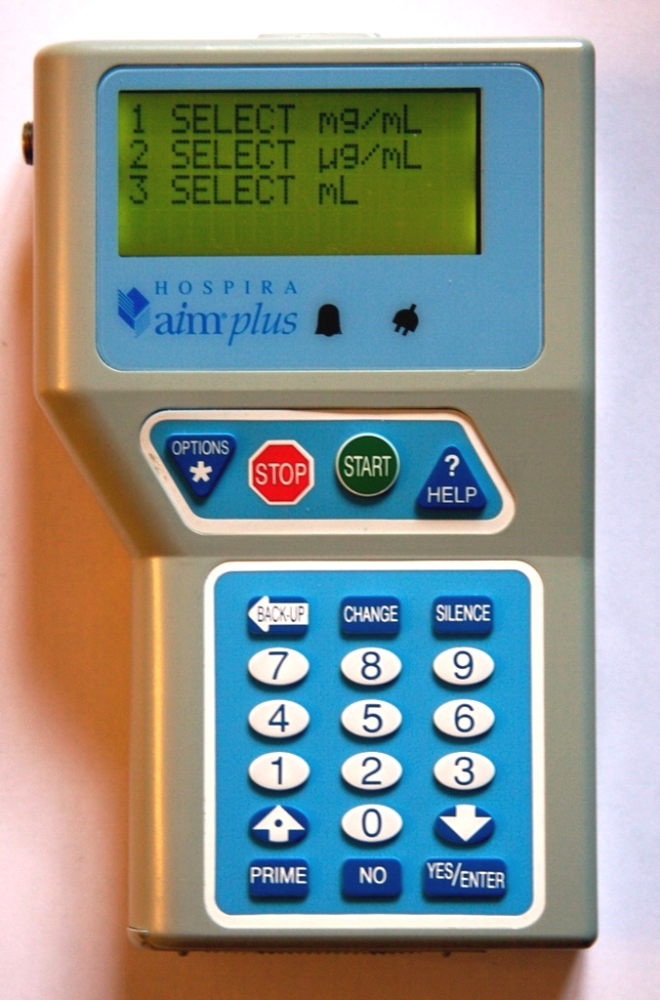 1 SELECT mg/mL
2 SELECT µg/mL
3 SELECT mL
HOSPIRA
aim plus
OPTIONS
*
STOP
START
?
HELP
BACK-UP CHANGE SILENCE
7 8 9
4 5 6
1 2 3
0
PRIME NO YES/ENTER